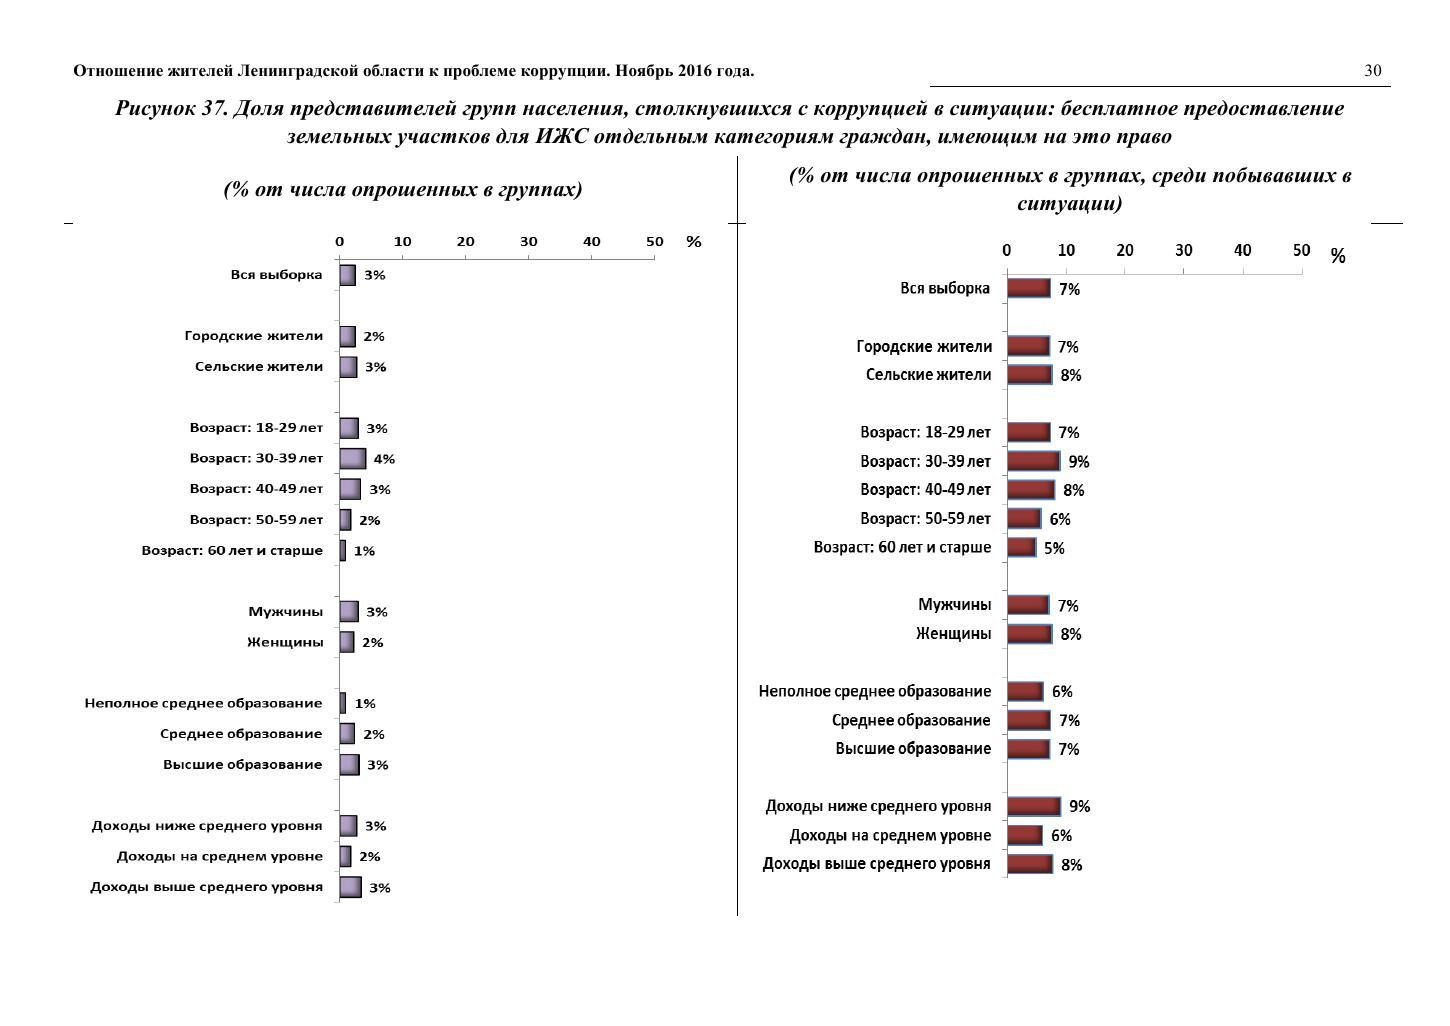 Отношение жителей Ленинградской области к проблеме коррупции. Ноябрь 2016 года. 30
Рисунок 37. Доля представителей групп населения, столкнувшихся с коррупцией в ситуации: бесплатное предоставление
земельных участков для ИЖС отдельным категориям граждан, имеющим на это право
(% от числа опрошенных в группах)
0 10 20 30 40 50 %
Вся выборка 3%
Городские жители 2%
Сельские жители 3%
Возраст: 18-29 лет 3%
Возраст: 30-39 лет 4%
Возраст: 40-49 лет 3%
Возраст: 50-59 лет 2%
Возраст: 60 лет и старше 1%
Мужчины 3%
Женщины 2%
Неполное среднее образование 1%
Среднее образование 2%
Высшие образование 3%
Доходы ниже среднего уровня 3%
Доходы на среднем уровне 2%
Доходы выше среднего уровня 3%
(% от числа опрошенных в группах, среди побывавших в
ситуации)
0 10 20 30 40 50 %
Вся выборка 7%
Городские жители 7%
Сельские жители 8%
Возраст: 18-29 лет 7%
Возраст: 30-39 лет 9%
Возраст: 40-49 лет 8%
Возраст: 50-59 лет 6%
Возраст: 60 лет и старше 5%
Мужчины 7%
Женщины 8%
Неполное среднее образование 6%
Среднее образование 7%
Высшие образование 7%
Доходы ниже среднего уровня 9%
Доходы на среднем уровне 6%
Доходы выше среднего уровня 8%